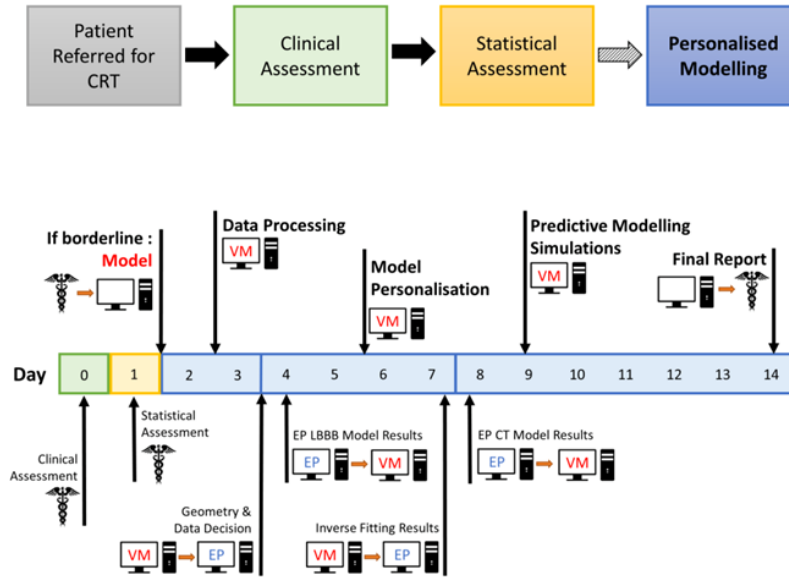 Patient
Referred for
CRT
Clinical
Assessment
Statistical
Assessment
Personalised
Modelling
If borderline :
Model
Data Processing
VM
Model
Personalisation
VM
Predictive Modelling
Simulations
VM
Final Report
Day 0 1 2 3 4 5 6 7 8 9 10 11 12 13 14
Clinical
Assessment
Statistical
Assessment
Geometry &
Data Decision
VM EP
EP LBBB Model Results
EP VM
Inverse Fitting Results
VM EP
EP CT Model Results
EP VM